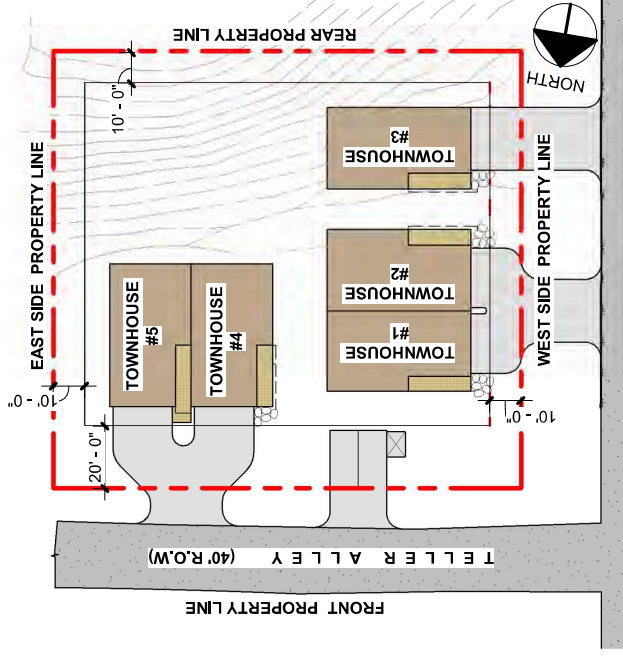 REAR PROPERTY LINE
NORTH
10' - 0"
EAST SIDE PROPERTY LINE
TOWNHOUSE
#3
TOWNHOUSE
#2
TOWNHOUSE
#1
WEST SIDE PROPERTY LINE
TOWNHOUSE
#5
TOWNHOUSE
#4
10' - 0"
10' - 0"
20' - 0"
TELLER ALLEY (40' R.O.W)
FRONT PROPERTY LINE